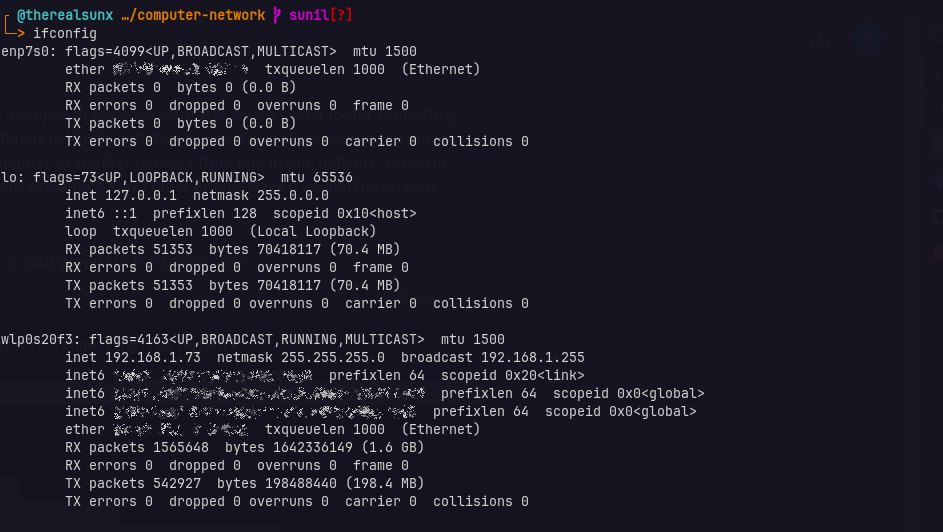 @therealsunx …/computer-network sunil[?]
> ifconfig
enp7s0: flags=4099<UP,BROADCAST,MULTICAST>  mtu 1500
        ether  txqueuelen 1000  (Ethernet)
        RX packets 0  bytes 0 (0.0 B)
        RX errors 0  dropped 0  overruns 0  frame 0
        TX packets 0  bytes 0 (0.0 B)
        TX errors 0  dropped 0 overruns 0  carrier 0  collisions 0

lo: flags=73<UP,LOOPBACK,RUNNING>  mtu 65536
        inet 127.0.0.1  netmask 255.0.0.0
        inet6 ::1  prefixlen 128  scopeid 0x10<host>
        loop  txqueuelen 1000  (Local Loopback)
        RX packets 51353  bytes 70418117 (70.4 MB)
        RX errors 0  dropped 0  overruns 0  frame 0
        TX packets 51353  bytes 70418117 (70.4 MB)
        TX errors 0  dropped 0 overruns 0  carrier 0  collisions 0

wlp0s20f3: flags=4163<UP,BROADCAST,RUNNING,MULTICAST>  mtu 1500
        inet 192.168.1.73  netmask 255.255.255.0  broadcast 192.168.1.255
        inet6  prefixlen 64  scopeid 0x20<link>
        inet6  prefixlen 64  scopeid 0x0<global>
        inet6  prefixlen 64  scopeid 0x0<global>
        ether  txqueuelen 1000  (Ethernet)
        RX packets 1565648  bytes 1642336149 (1.6 GB)
        RX errors 0  dropped 0  overruns 0  frame 0
        TX packets 542927  bytes 198488440 (198.4 MB)
        TX errors 0  dropped 0 overruns 0  carrier 0  collisions 0